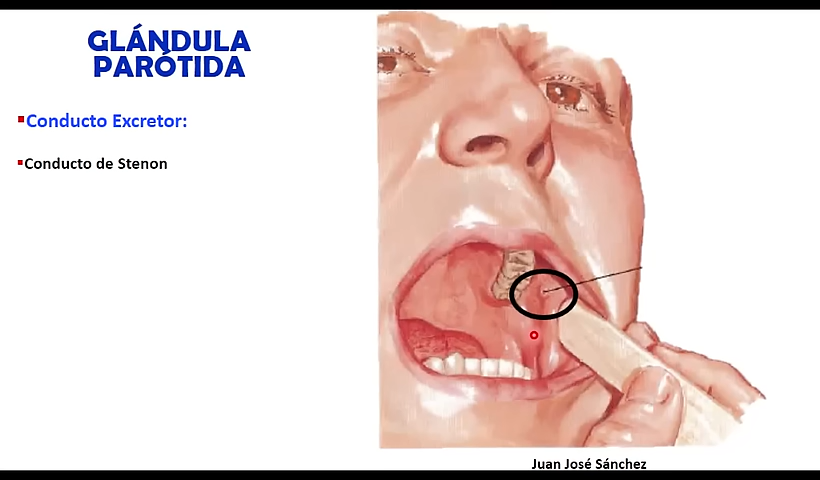 GLÁNDULA
PARÓTIDA
Conducto Excretor:
Conducto de Stenon
Juan José Sánchez